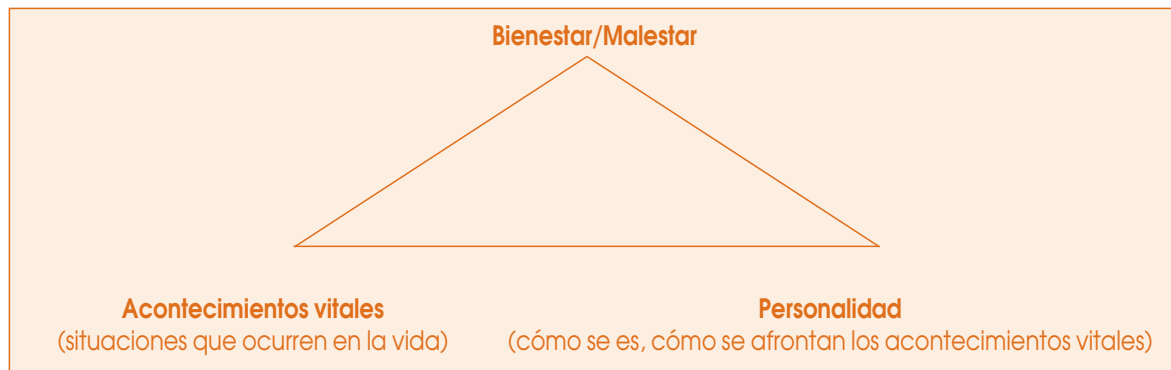 Bienestar/Malestar
Acontecimientos vitales
(situaciones que ocurren en la vida)
Personalidad
(cómo se es, cómo se afrontan los acontecimientos vitales)